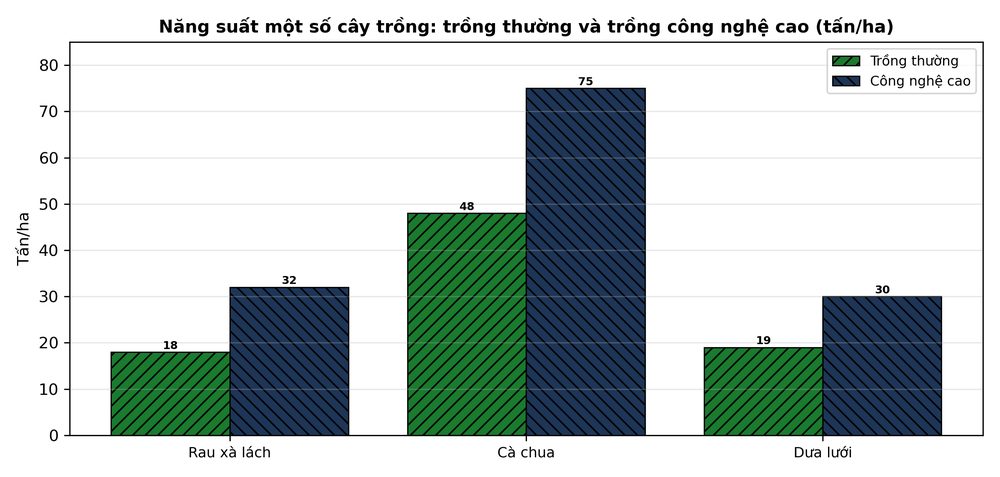 Năng suất một số cây trồng: trồng thường và trồng công nghệ cao (tấn/ha)
Trồng thường
Công nghệ cao
Tấn/ha
80
70
60
50
40
30
20
10
0
18
32
48
75
19
30
Rau xà lách
Cà chua
Dưa lưới